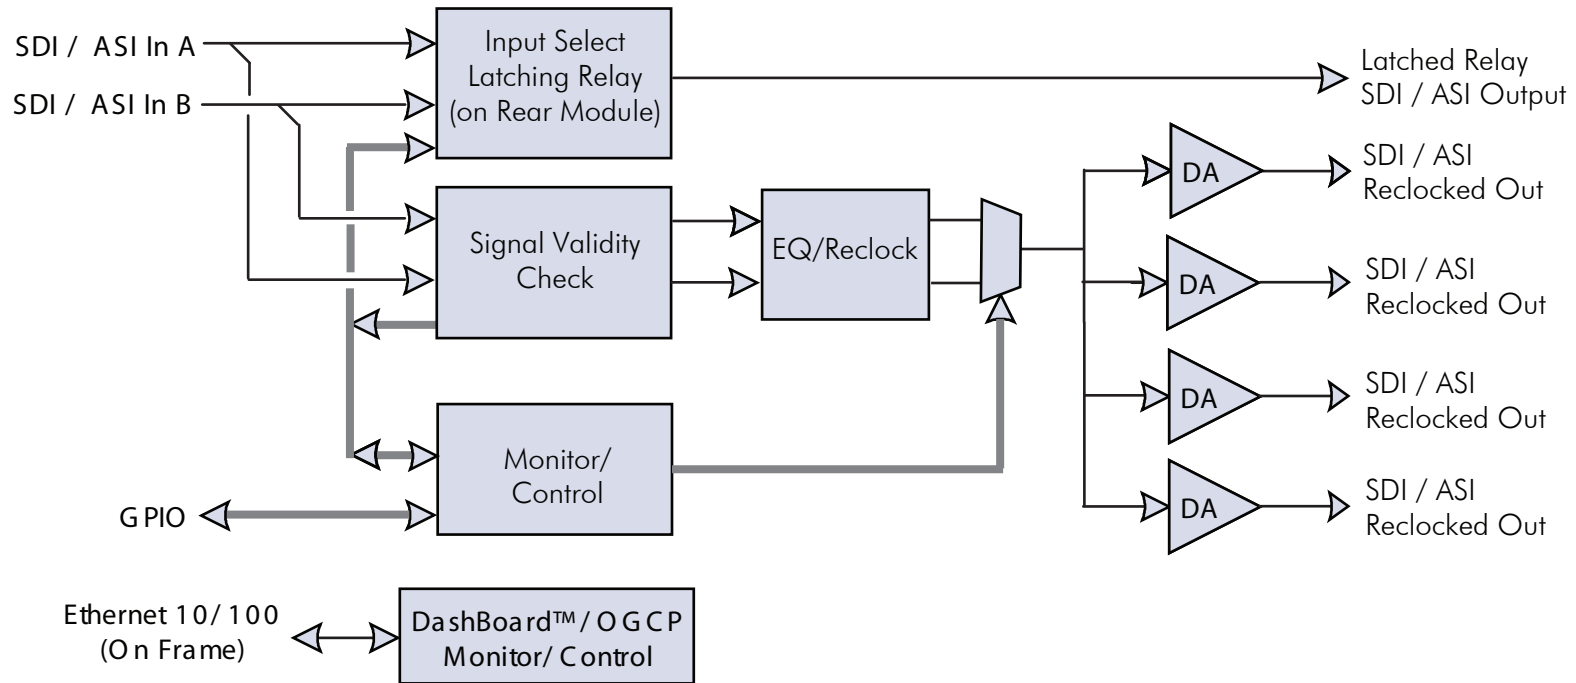 SDI / ASI In A
SDI / ASI In B
Input Select
Latching Relay
(on Rear Module)
Latched Relay
SDI / ASI Output
Signal Validity
Check
EQ/Reclock
DA
SDI / ASI
Reclocked Out
DA
SDI / ASI
Reclocked Out
DA
SDI / ASI
Reclocked Out
DA
SDI / ASI
Reclocked Out
Monitor/
Control
GPIO
Ethernet 10/100
(On Frame)
DashBoard™/OGCP
Monitor/ Control